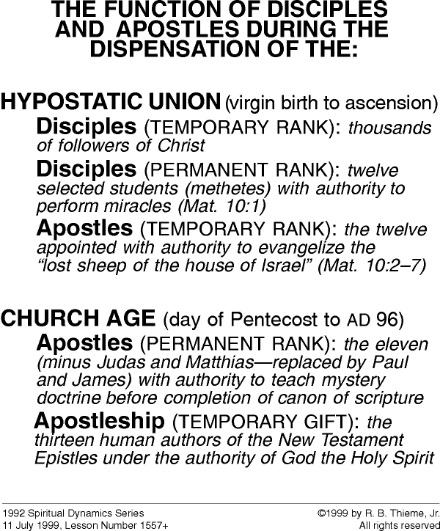 THE FUNCTION OF DISCIPLES
AND APOSTLES DURING THE
DISPENSATION OF THE:
HYPOSTATIC UNION (virgin birth to ascension)
Disciples (TEMPORARY RANK): thousands
of followers of Christ
Disciples (PERMANENT RANK): twelve
selected students (methetes) with authority to
perform miracles (Mat. 10:1)
Apostles (TEMPORARY RANK): the twelve
appointed with authority to evangelize the
“lost sheep of the house of Israel” (Mat. 10:2–7)
CHURCH AGE (day of Pentecost to AD 96)
Apostles (PERMANENT RANK): the eleven
(minus Judas and Matthias—replaced by Paul
and James) with authority to teach mystery
doctrine before completion of canon of scripture
Apostleship (TEMPORARY GIFT): the
thirteen human authors of the New Testament
Epistles under the authority of God the Holy Spirit
1992 Spiritual Dynamics Series ©1999 by R. B. Thieme, Jr.
11 July 1999, Lesson Number 1557+ All rights reserved